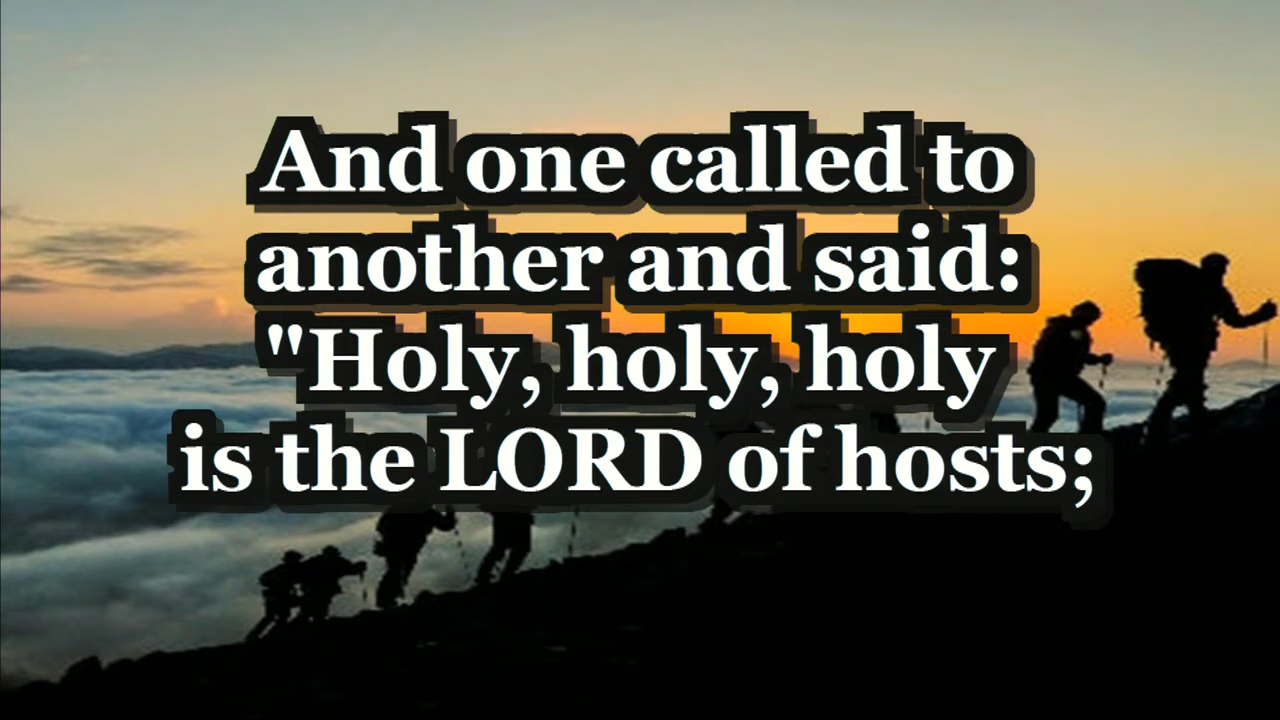 And one called to
another and said:
"Holy, holy, holy
is the LORD of hosts;